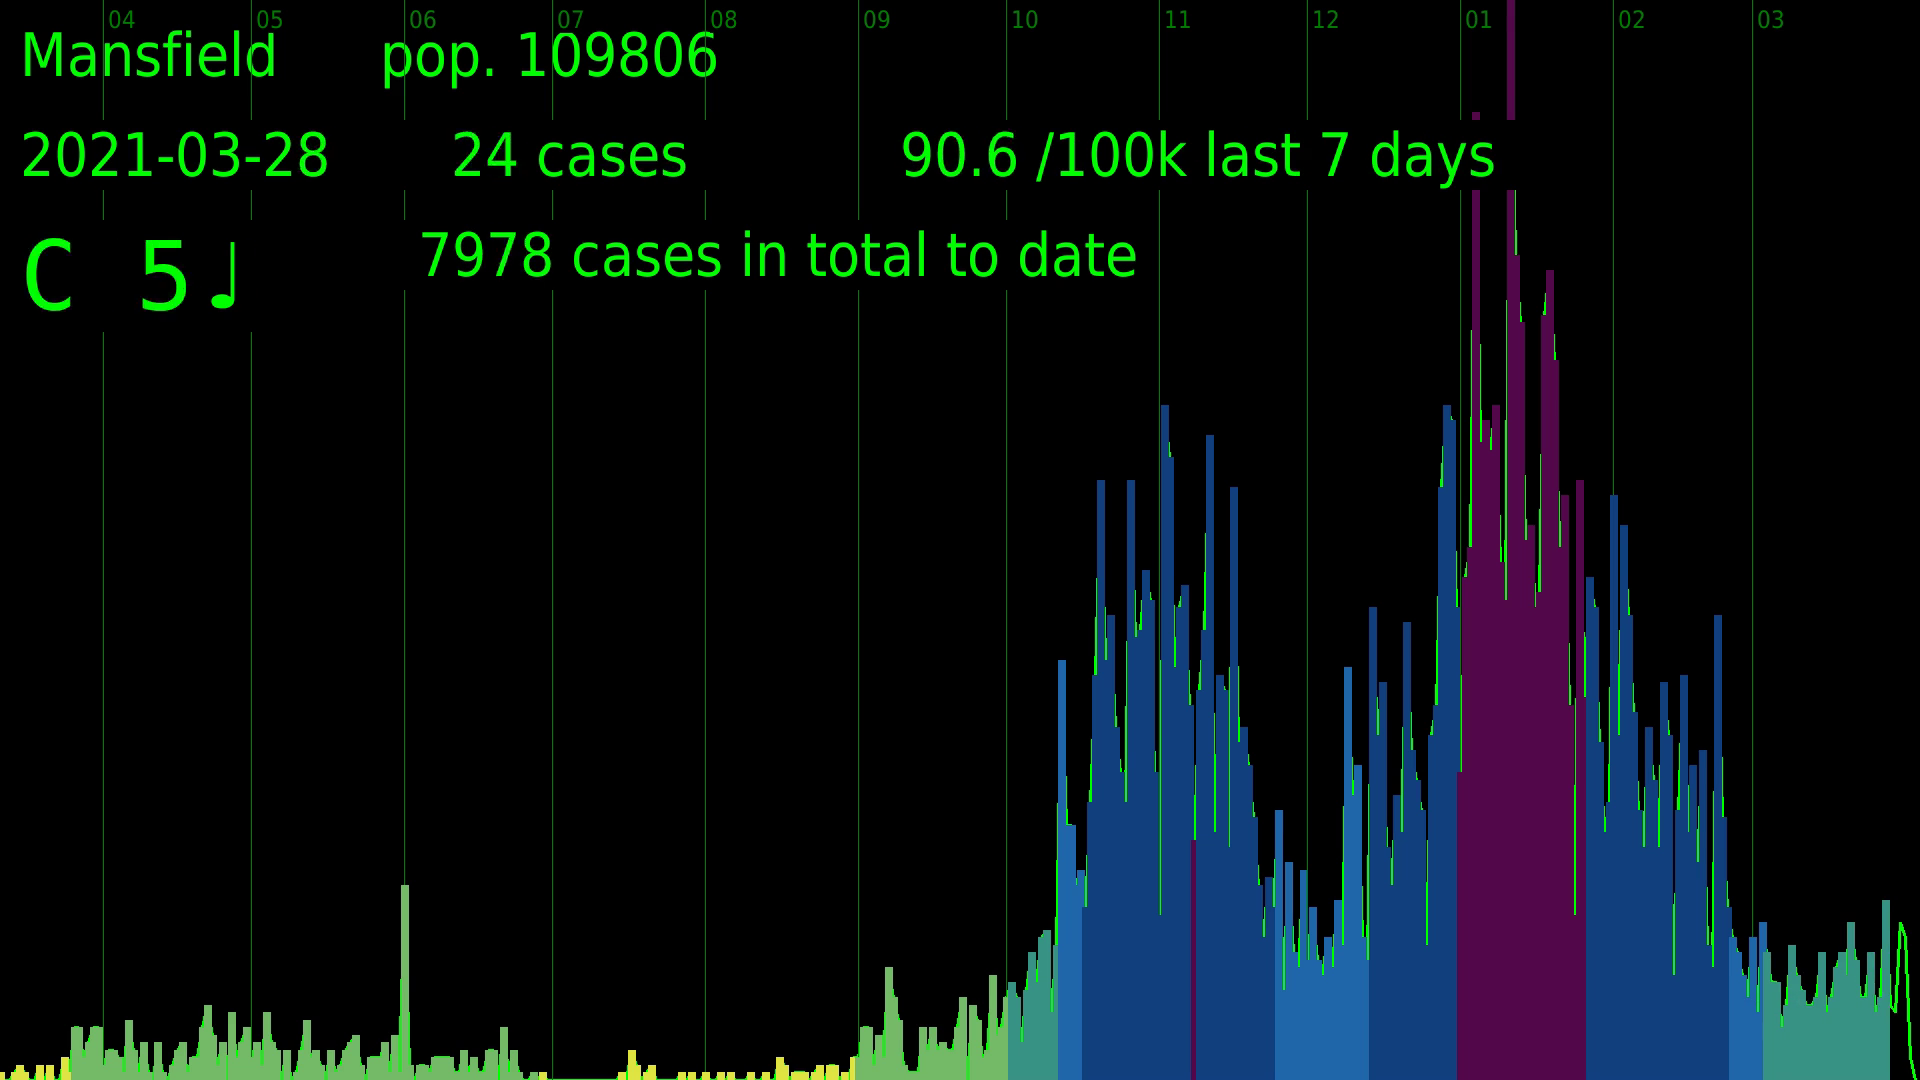 04 05 06 07 08 09 10 11 12 01 02 03
Mansfield pop. 109806
2021-03-28 24 cases 90.6 /100k last 7 days
C 5♩ 7978 cases in total to date